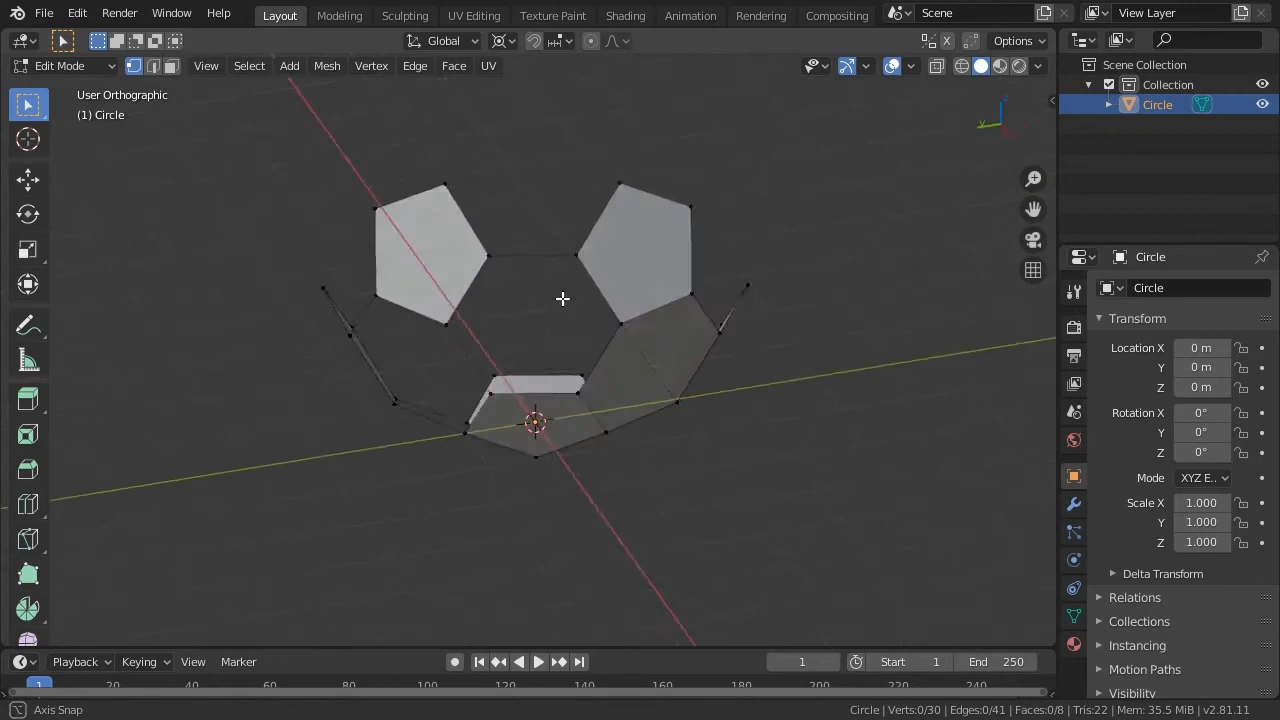 File Edit Render Window Help Layout Modeling Sculpting UV Editing Texture Paint Shading Animation Rendering Compositing Scene View Layer
Global Options
Edit Mode View Select Add Mesh Vertex Edge Face UV
User Orthographic
(1) Circle
Scene Collection
Collection
Circle
Circle
Circle
Transform
Location X 0 m
Y 0 m
Z 0 m
Rotation X 0°
Y 0°
Z 0°
Mode XYZ E..
Scale X 1.000
Y 1.000
Z 1.000
Delta Transform
Relations
Collections
Instancing
Motion Paths
Visibility
Playback Keying View Marker 1 Start 1 End 250
1 20 40 60 80 100 120 140 160 180 200 220 240
Axis Snap Circle | Verts:0/30 | Edges:0/41 | Faces:0/8 | Tris:22 | Mem: 35.5 MiB | v2.81.11